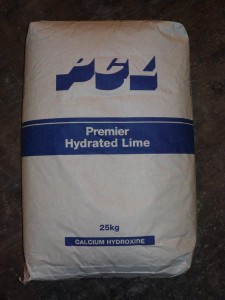 PCL
Premier
Hydrated Lime
25kg
CALCIUM HYDROXIDE